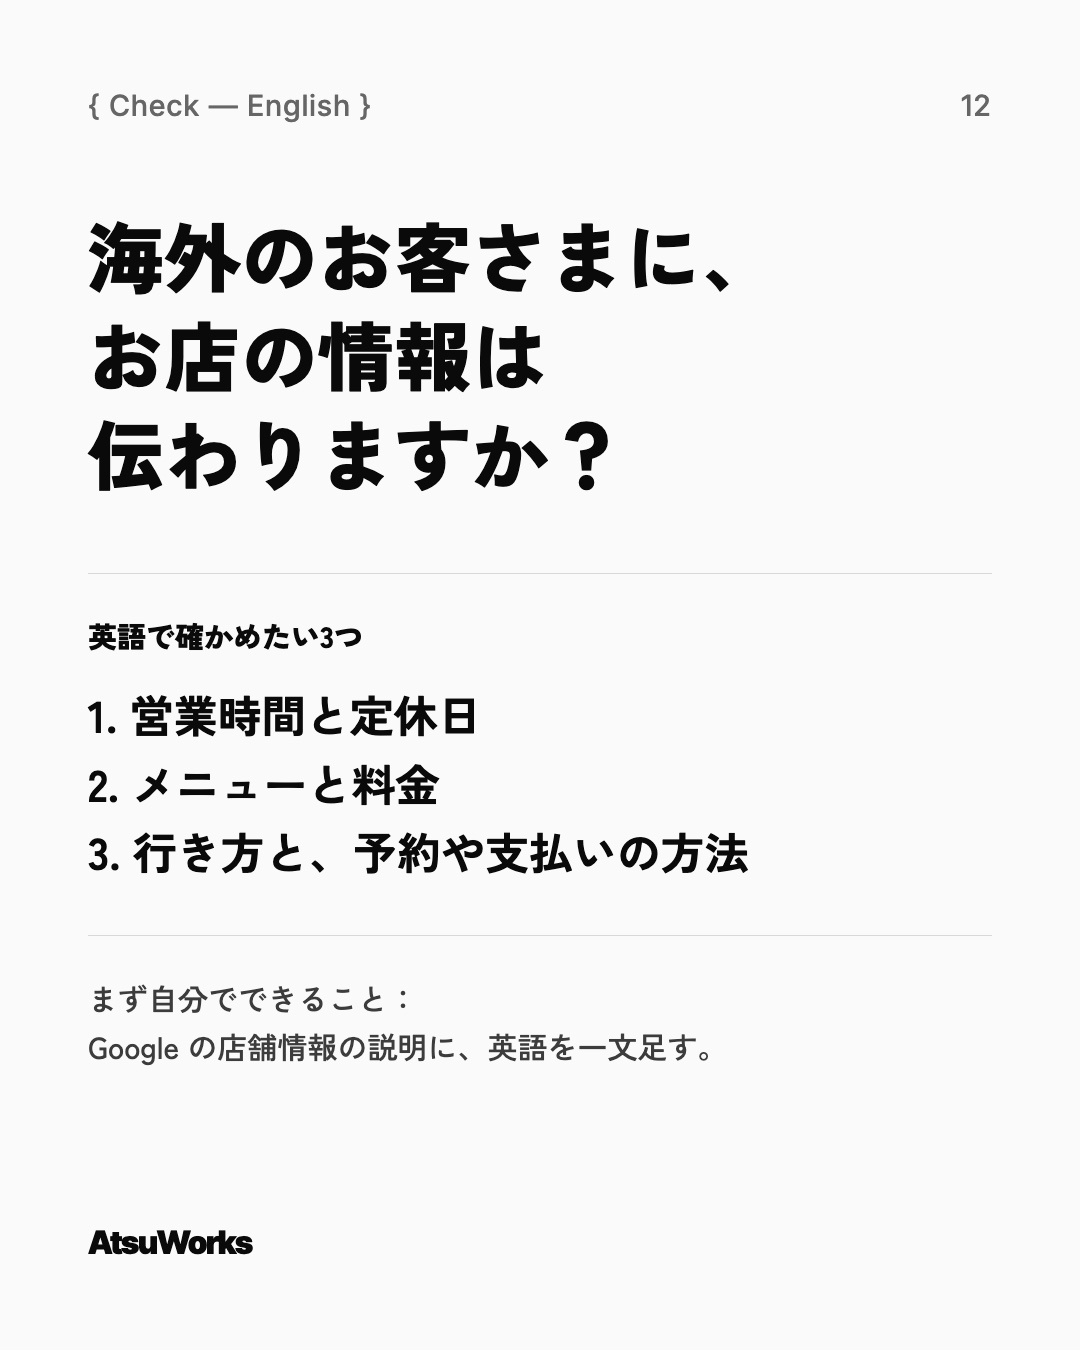 { Check — English }
12
海外のお客さまに、
お店の情報は
伝わりますか？
英語で確かめたい3つ
1. 営業時間と定休日
2. メニューと料金
3. 行き方と、予約や支払いの方法
まず自分でできること：
Google の店舗情報の説明に、英語を一文足す。
AtsuWorks